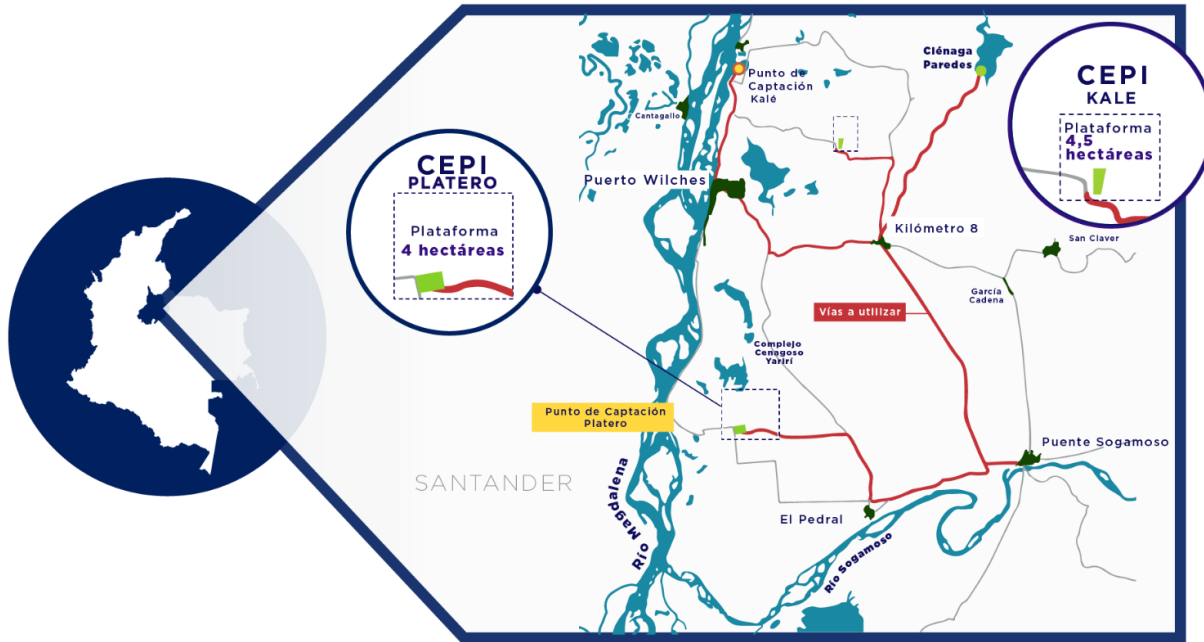 Ciénaga
Paredes
Punto de
Captación
Kalé
CEPI
KALE
Plataforma
4,5
hectáreas
Cantagallo
CEPI
PLATERO
Plataforma
4 hectáreas
Puerto Wilches
Kilómetro 8
San Claver
García
Cadena
Vías a utilizar
Complejo
Cenagoso
Yarirí
Punto de Captación
Platero
Puente Sogamoso
SANTANDER
Río Magdalena
El Pedral
Río Sogamoso